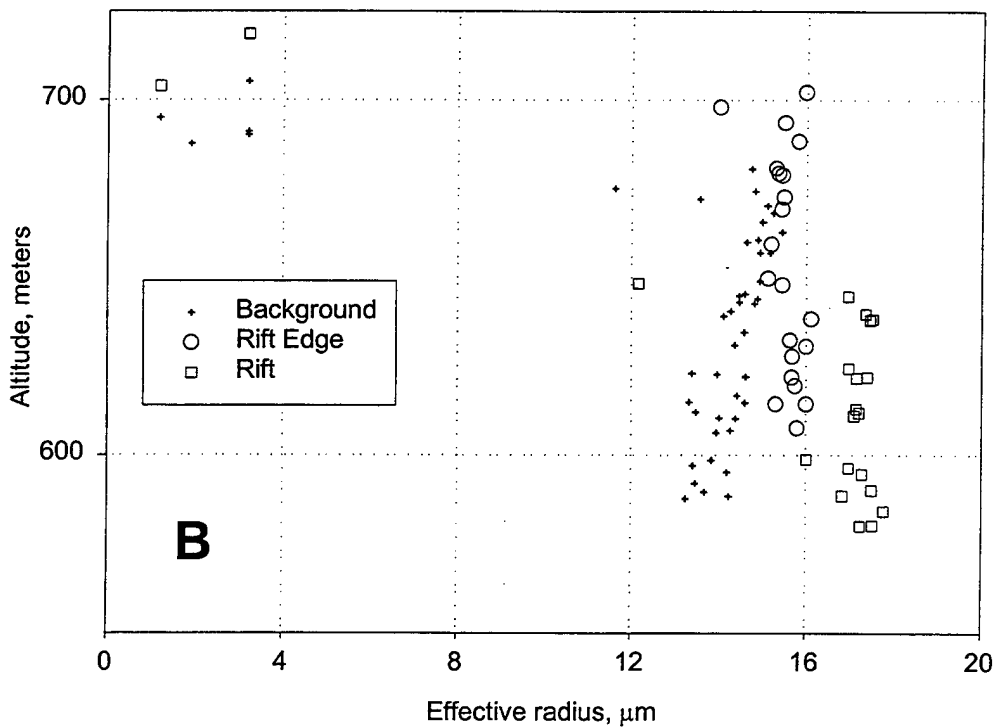 700
600
Altitude, meters
Background
Rift Edge
Rift
B
0 4 8 12 16 20
Effective radius, μm